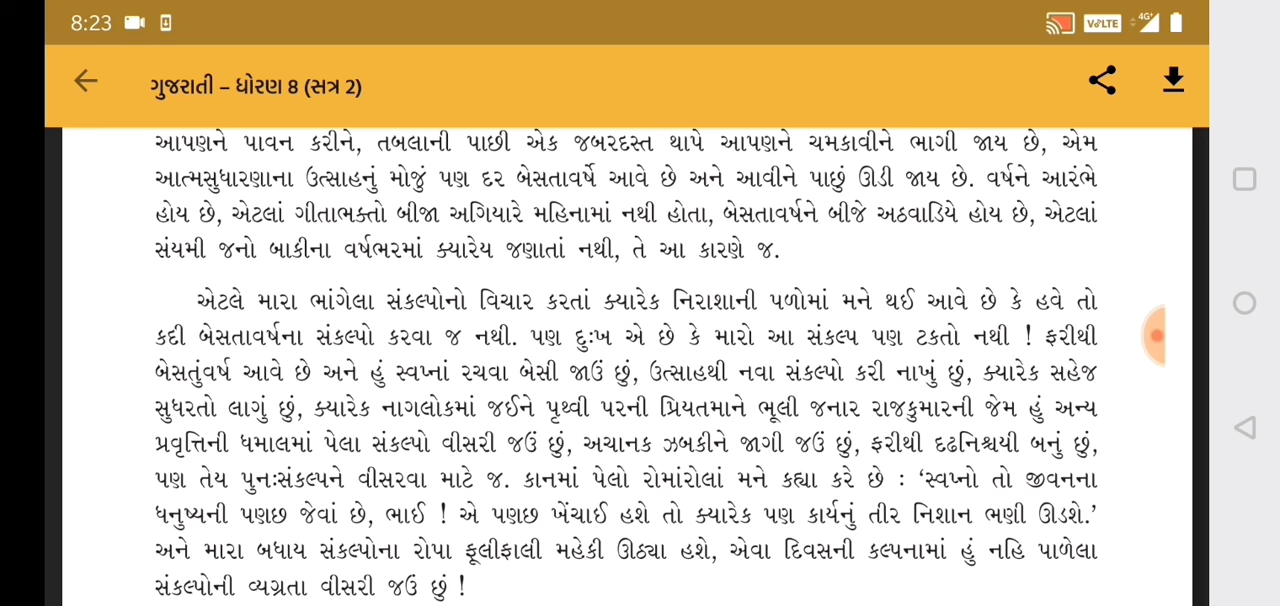 8:23
VoLTE 4G+
ગુજરાતી – ધોરણ 8 (સત્ર 2)
આપણને પાવન કરીને, તબલાની પાછી એક જબરદસ્ત થાપે આપણને ચમકાવીને ભાગી જાય છે, એમ
આત્મસુધારણાના ઉત્સાહનું મોજું પણ દર બેસતાવર્ષે આવે છે અને આવીને પાછું ઊડી જાય છે. વર્ષને આરંભે
હોય છે, એટલાં ગીતાભક્તો બીજા અગિયારે મહિનામાં નથી હોતા, બેસતાવર્ષને બીજે અઠવાડિયે હોય છે, એટલાં
સંયમી જનો બાકીના વર્ષભરમાં ક્યારેય જણાતાં નથી, તે આ કારણે જ.
એટલે મારા ભાંગેલા સંકલ્પોનો વિચાર કરતાં ક્યારેક નિરાશાની પળોમાં મને થઈ આવે છે કે હવે તો
કદી બેસતાવર્ષના સંકલ્પો કરવા જ નથી. પણ દુઃખ એ છે કે મારો આ સંકલ્પ પણ ટકતો નથી ! ફરીથી
બેસતુંવર્ષ આવે છે અને હું સ્વપ્નાં રચવા બેસી જાઉં છું, ઉત્સાહથી નવા સંકલ્પો કરી નાખું છું, ક્યારેક સહેજ
સુધરતો લાગું છું, ક્યારેક નાગલોકમાં જઈને પૃથ્વી પરની પ્રિયતમાને ભૂલી જનાર રાજકુમારની જેમ હું અન્ય
પ્રવૃત્તિની ધમાલમાં પેલા સંકલ્પો વીસરી જઉં છું, અચાનક ઝબકીને જાગી જઉં છું, ફરીથી દૃઢનિશ્ચયી બનું છું,
પણ તેય પુનઃસંકલ્પને વીસરવા માટે જ. કાનમાં પેલો રોમાંરોલાં મને કહ્યા કરે છે : ‘સ્વપ્નો તો જીવનના
ધનુષ્યની પણછ જેવાં છે, ભાઈ ! એ પણછ ખેંચાઈ હશે તો ક્યારેક પણ કાર્યનું તીર નિશાન ભણી ઊડશે.’
અને મારા બધાય સંકલ્પોના રોપા ફૂલીફાલી મહેકી ઊઠ્યા હશે, એવા દિવસની કલ્પનામાં હું નહિ પાળેલા
સંકલ્પોની વ્યગ્રતા વીસરી જઉં છું !